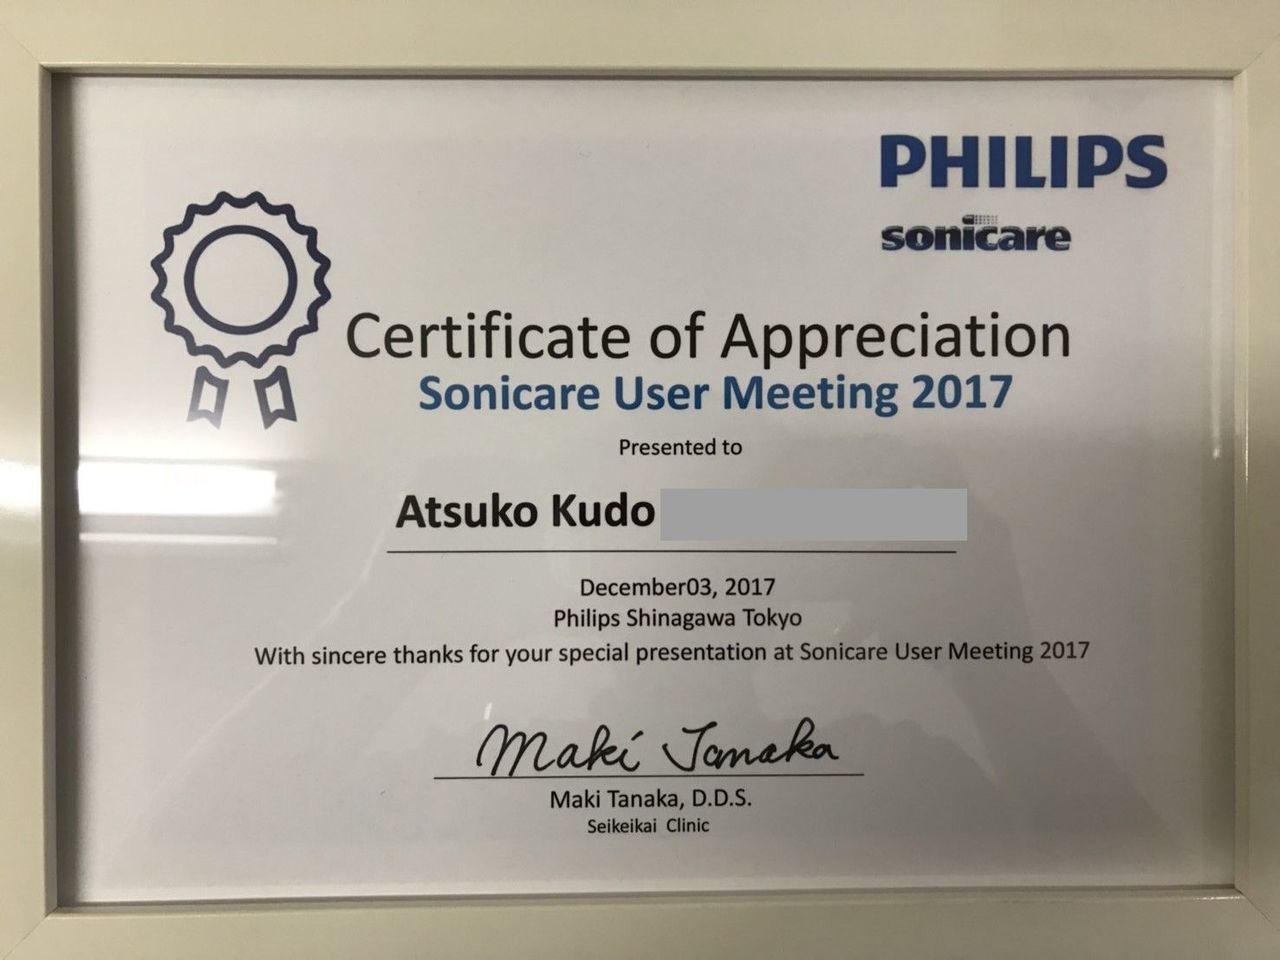 PHILIPS
sonicare
Certificate of Appreciation
Sonicare User Meeting 2017
Presented to
Atsuko Kudo
December03, 2017
Philips Shinagawa Tokyo
With sincere thanks for your special presentation at Sonicare User Meeting 2017
Maki Tanaka
Maki Tanaka, D.D.S.
Seikeikai Clinic